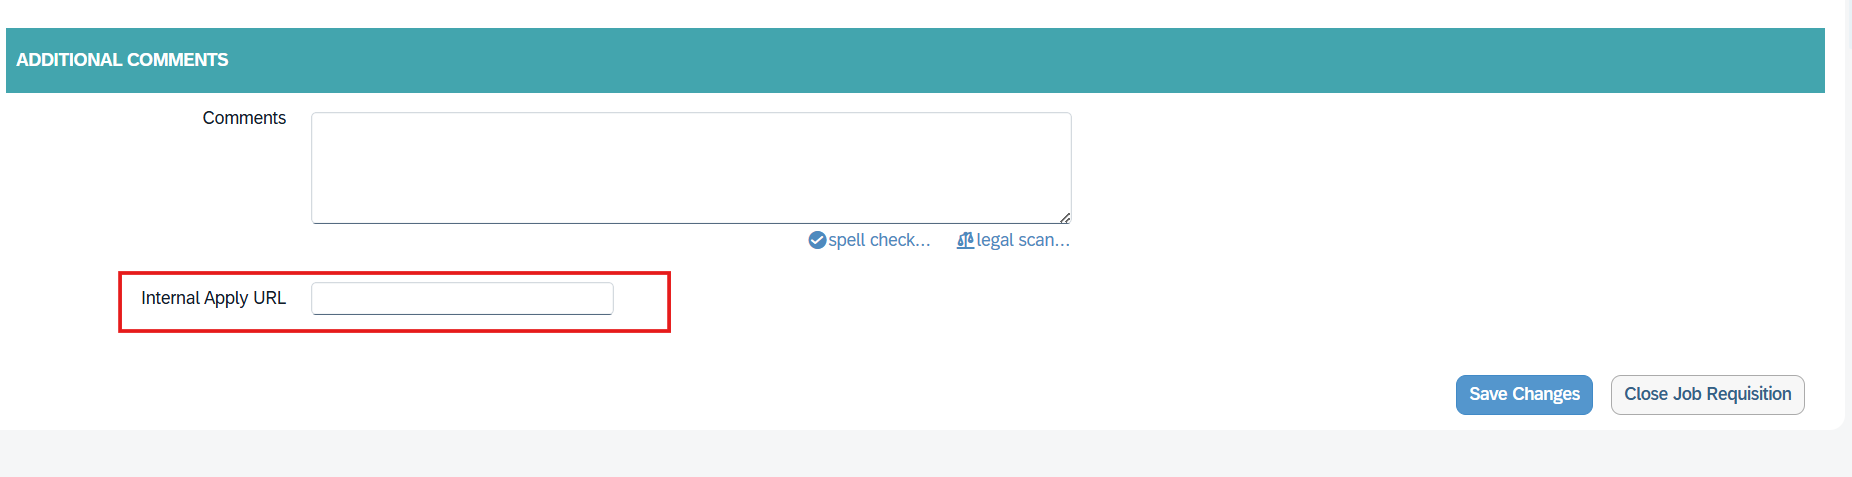 ADDITIONAL COMMENTS
Comments
spell check... legal scan...
Internal Apply URL
Save Changes Close Job Requisition